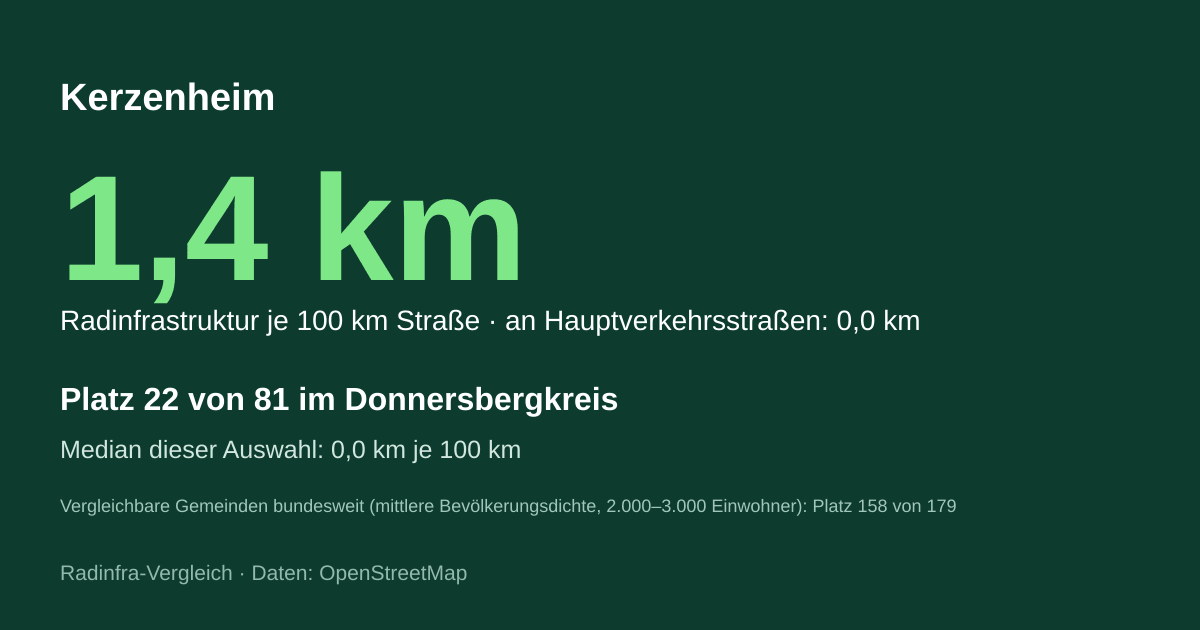 Kerzenheim
1,4 km
Radinfrastruktur je 100 km Straße · an Hauptverkehrsstraßen: 0,0 km
Platz 22 von 81 im Donnersbergkreis
Median dieser Auswahl: 0,0 km je 100 km
Vergleichbare Gemeinden bundesweit (mittlere Bevölkerungsdichte, 2.000–3.000 Einwohner): Platz 158 von 179
Radinfra-Vergleich · Daten: OpenStreetMap